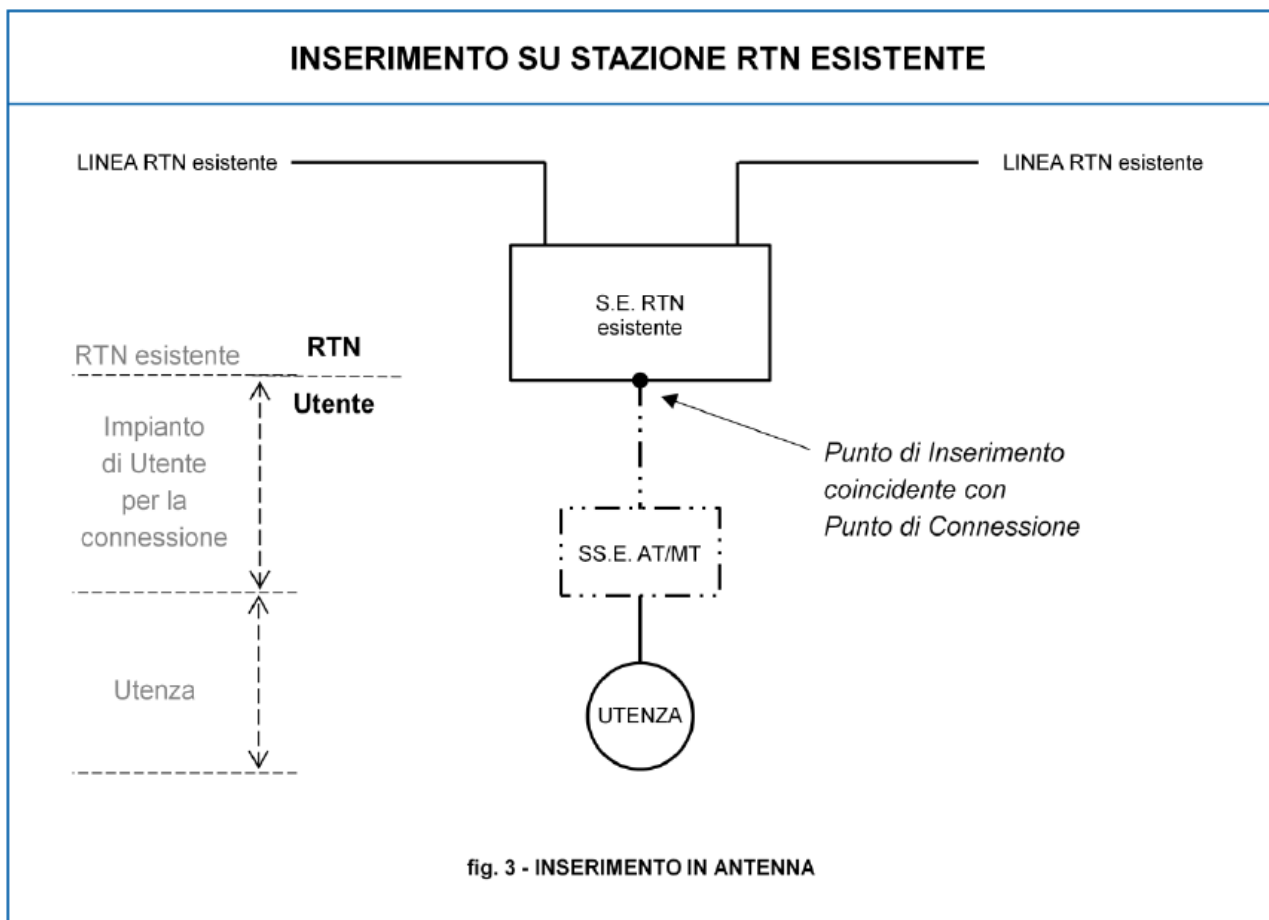 INSERIMENTO SU STAZIONE RTN ESISTENTE
LINEA RTN esistente
LINEA RTN esistente
S.E. RTN
esistente
RTN esistente
RTN
Utente
Impianto
di Utente
per la
connessione
Punto di Inserimento
coincidente con
Punto di Connessione
SS.E. AT/MT
Utenza
UTENZA
fig. 3 - INSERIMENTO IN ANTENNA